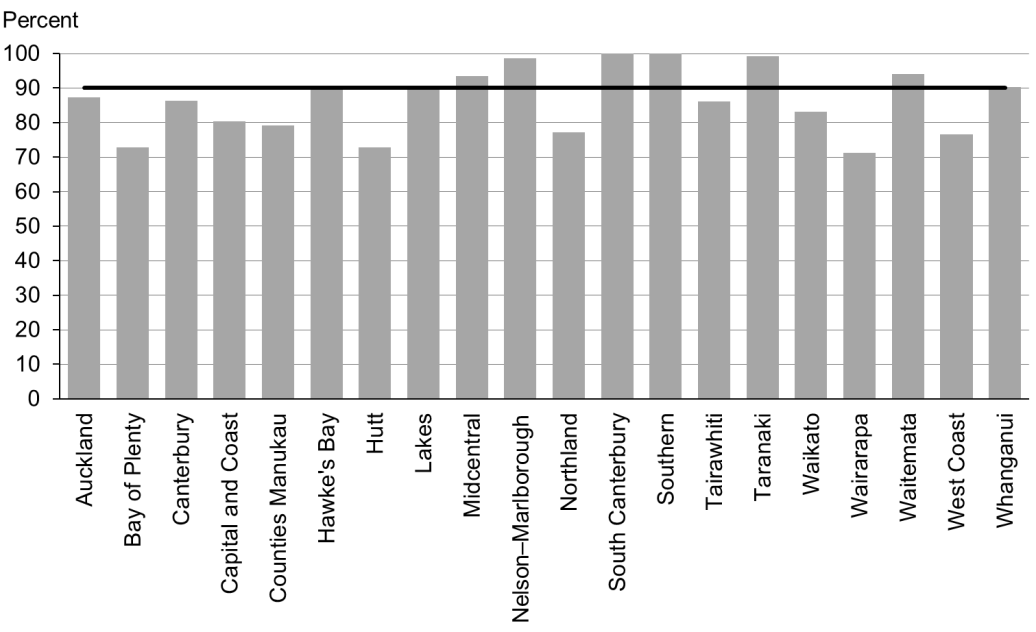 Percent
100
90
80
70
60
50
40
30
20
10
0
Auckland
Bay of Plenty
Canterbury
Capital and Coast
Counties Manukau
Hawke's Bay
Hutt
Lakes
Midcentral
Nelson–Marlborough
Northland
South Canterbury
Southern
Tairawhiti
Taranaki
Waikato
Wairarapa
Waitemata
West Coast
Whanganui